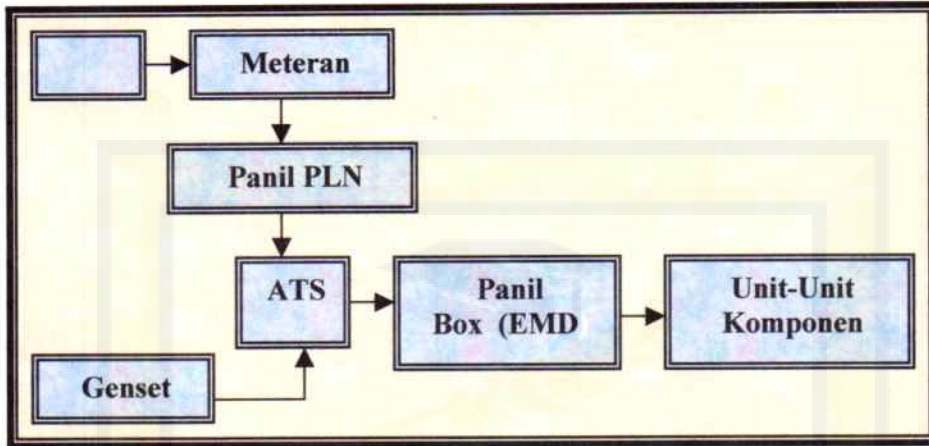 Meteran
Panil PLN
ATS
Panil
Box (EMD
Unit-Unit
Komponen
Genset